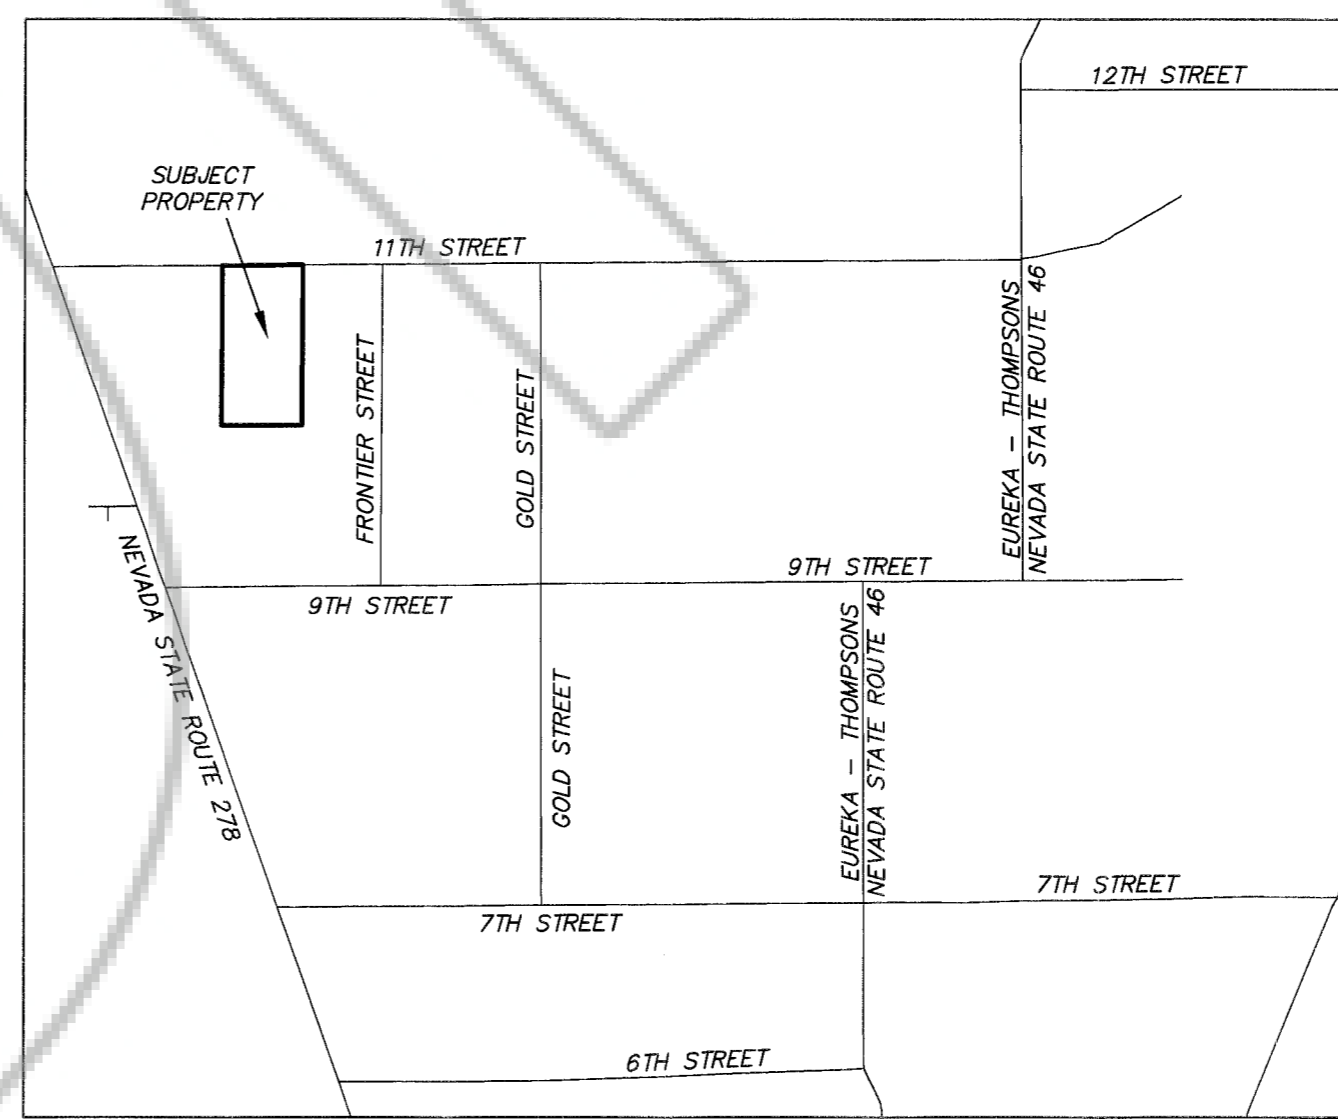 12TH STREET
SUBJECT
PROPERTY
11TH STREET
FRONTIER STREET
GOLD STREET
EUREKA - THOMPSONS
NEVADA STATE ROUTE 46
9TH STREET
9TH STREET
NEVADA STATE ROUTE 278
GOLD STREET
EUREKA - THOMPSONS
NEVADA STATE ROUTE 46
7TH STREET
7TH STREET
6TH STREET